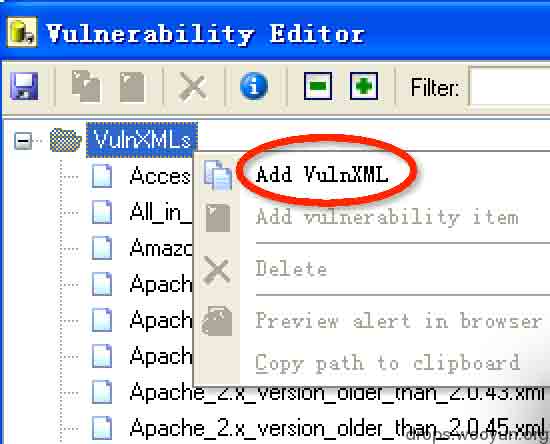 Vulnerability Editor
Filter:
VulnXMLs
Acces
Add VulnXML
All_in_
Add vulnerability item
Amazo
Apach
Delete
Apach
Preview alert in browser
Apach
Copy path to clipboard
Apache_2.x_version_older_than_2.0.43.xml
Apache_2.x_version_older_than_2.0.45.xml
drops.wooyun.org